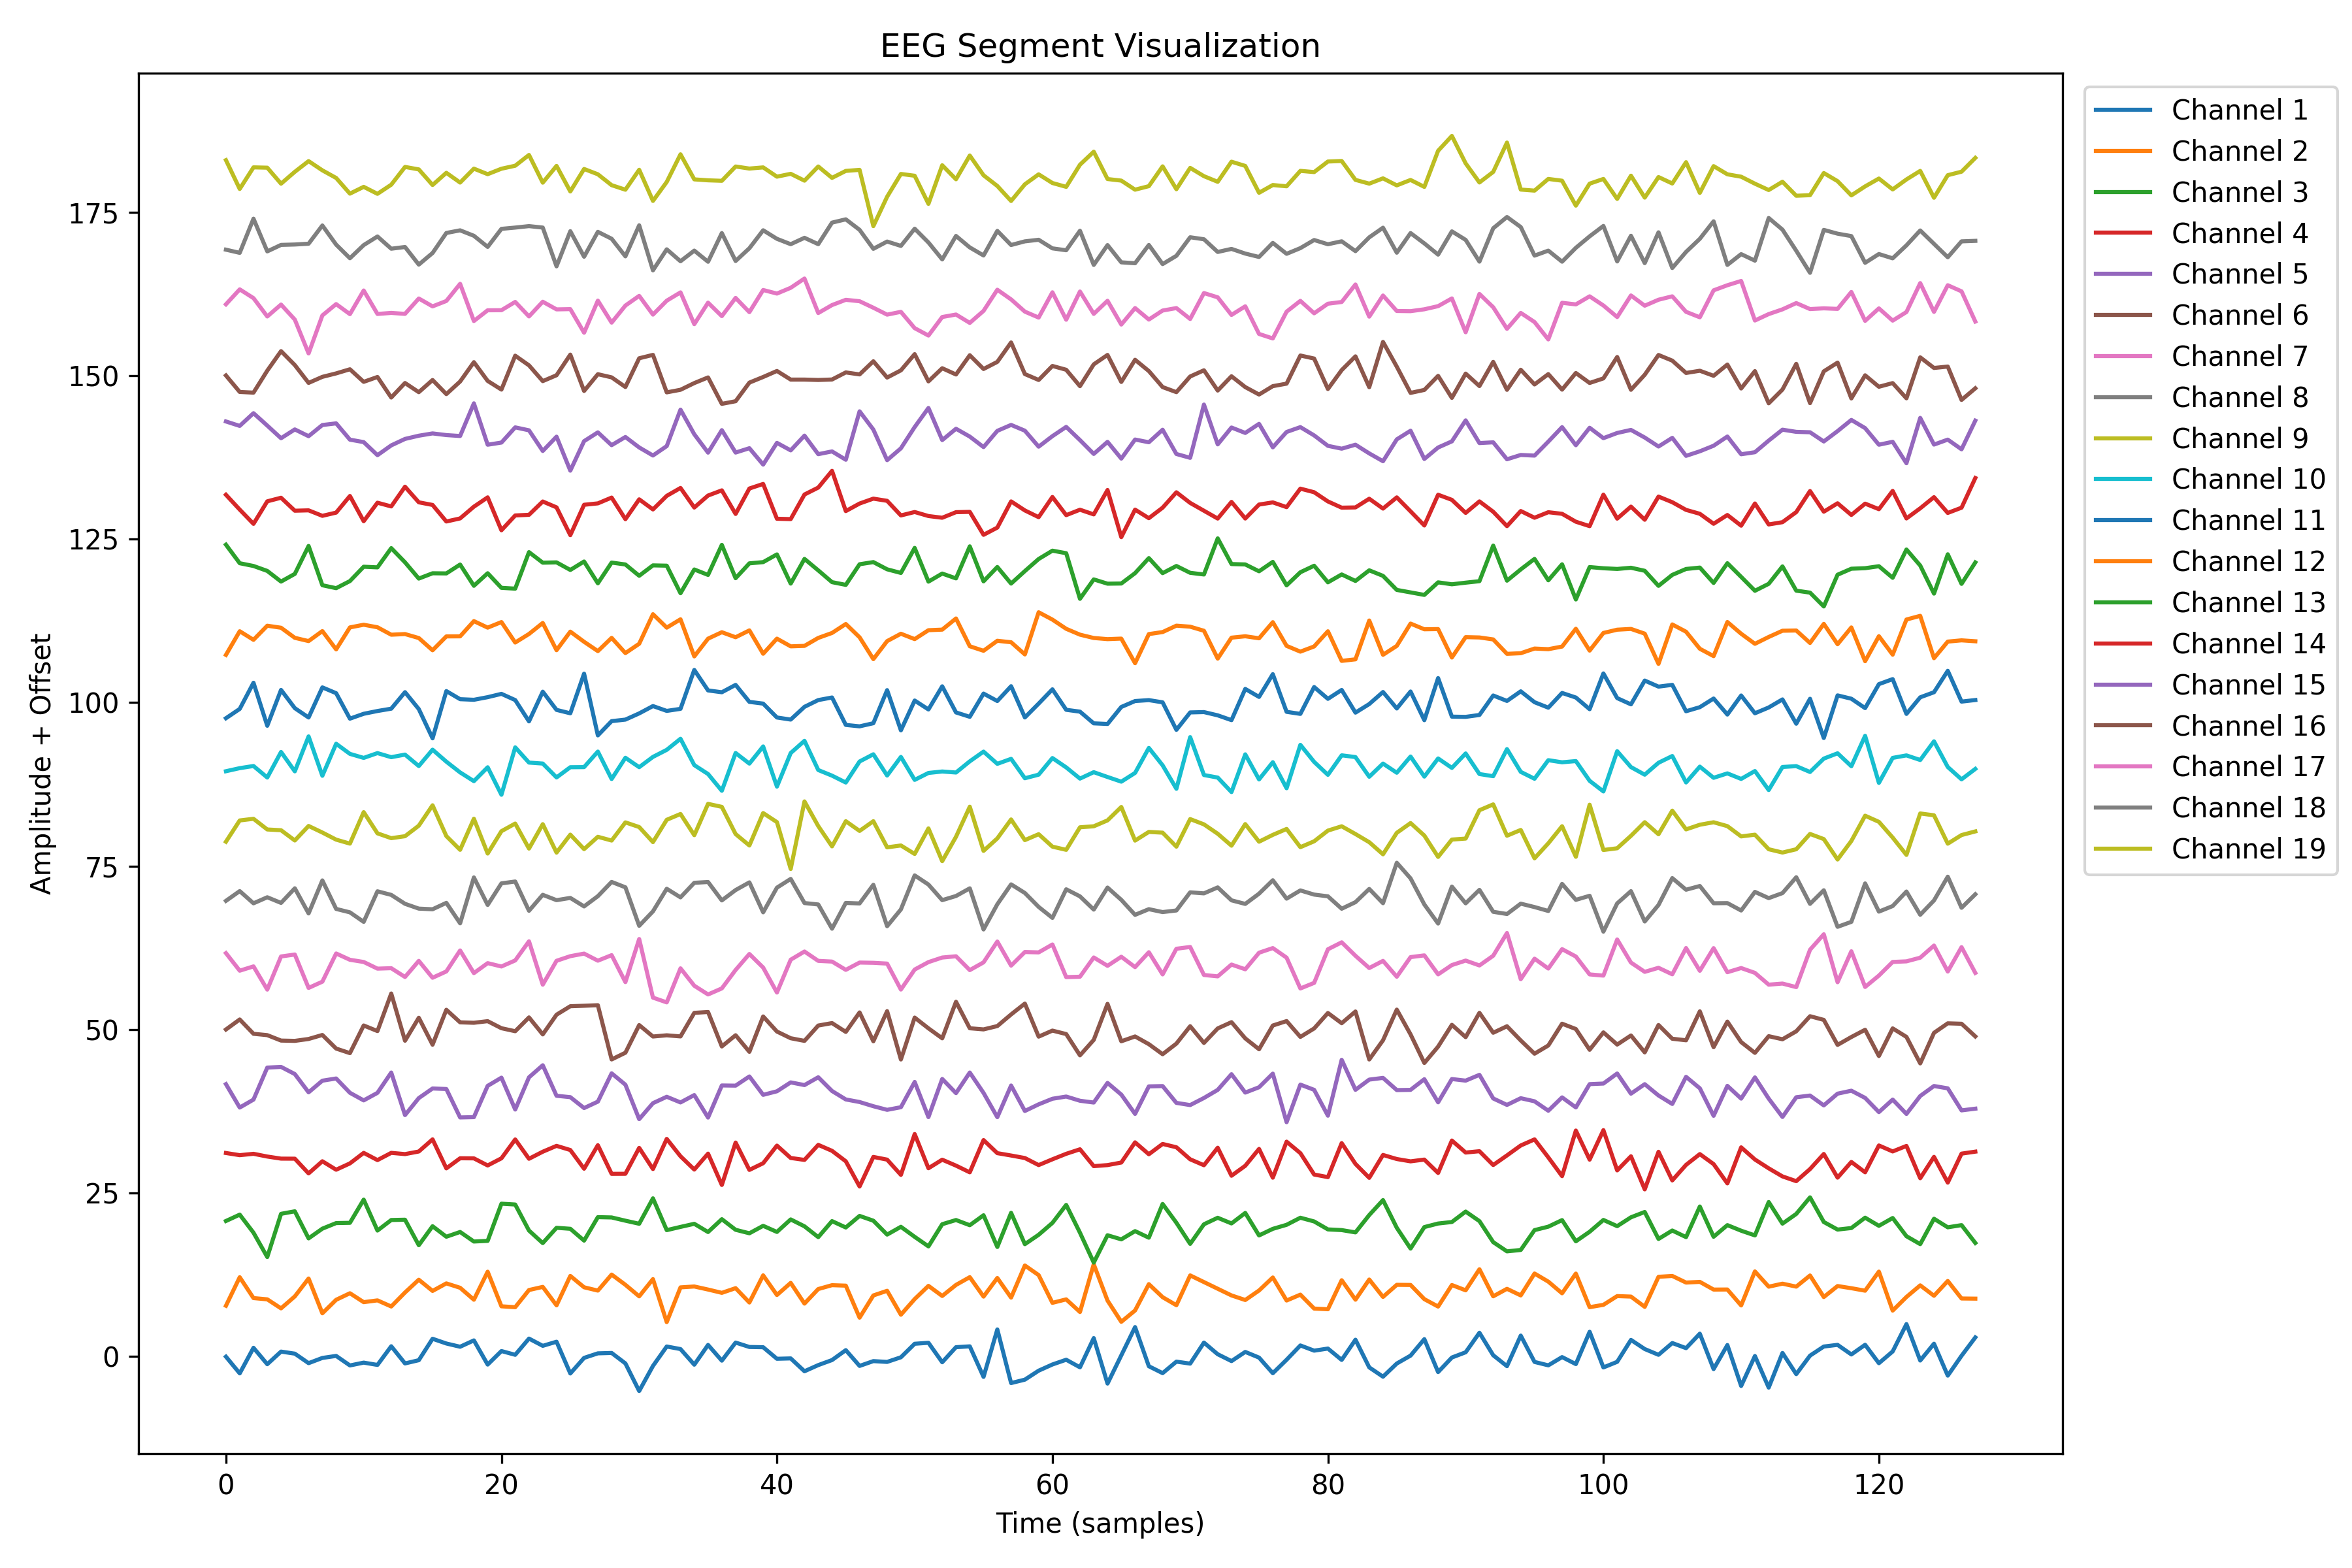 EEG Segment Visualization
Amplitude + Offset
175
150
125
100
75
50
25
0
0 20 40 60 80 100 120
Time (samples)
Channel 1
Channel 2
Channel 3
Channel 4
Channel 5
Channel 6
Channel 7
Channel 8
Channel 9
Channel 10
Channel 11
Channel 12
Channel 13
Channel 14
Channel 15
Channel 16
Channel 17
Channel 18
Channel 19